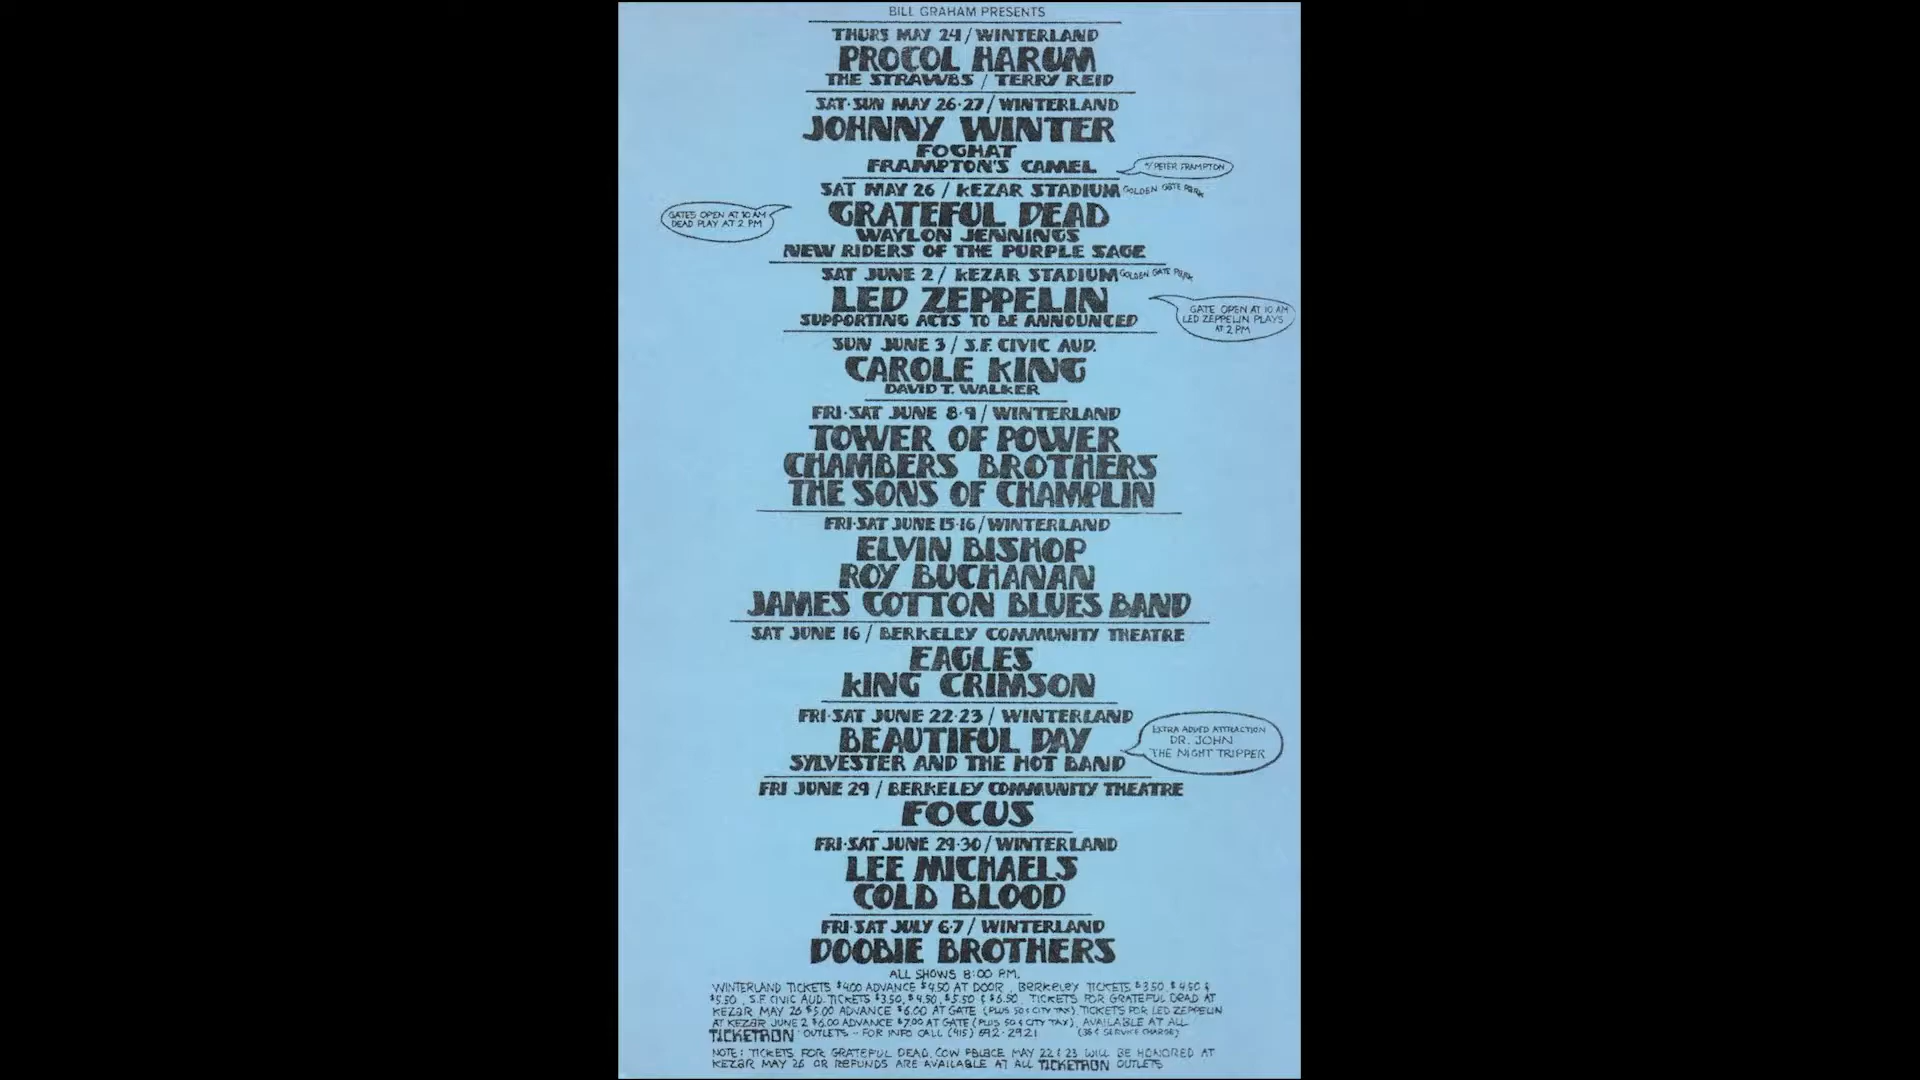 BILL GRAHAM PRESENTS
THURS MAY 24 / WINTERLAND
PROCOL HARUM
THE STRAWBS / TERRY REID
SAT·SUN MAY 26·27 / WINTERLAND
JOHNNY WINTER
FOGHAT
FRAMPTON'S CAMEL
W/ PETER FRAMPTON
SAT MAY 26 / KEZAR STADIUM GOLDEN GATE PARK
GATES OPEN AT 10 AM
DEAD PLAY AT 2 PM
GRATEFUL DEAD
WAYLON JENNINGS
NEW RIDERS OF THE PURPLE SAGE
SAT JUNE 2 / KEZAR STADIUM GOLDEN GATE PARK
LED ZEPPELIN
SUPPORTING ACTS TO BE ANNOUNCED
GATE OPEN AT 10 AM
LED ZEPPELIN PLAYS
AT 2 PM
SUN JUNE 3 / S.F. CIVIC AUD.
CAROLE KING
DAVID T. WALKER
FRI·SAT JUNE 8·9 / WINTERLAND
TOWER OF POWER
CHAMBERS BROTHERS
THE SONS OF CHAMPLIN
FRI·SAT JUNE 15·16 / WINTERLAND
ELVIN BISHOP
ROY BUCHANAN
JAMES COTTON BLUES BAND
SAT JUNE 16 / BERKELEY COMMUNITY THEATRE
EAGLES
KING CRIMSON
FRI·SAT JUNE 22·23 / WINTERLAND
BEAUTIFUL DAY
SYLVESTER AND THE HOT BAND
EXTRA ADDED ATTRACTION
DR. JOHN
THE NIGHT TRIPPER
FRI JUNE 29 / BERKELEY COMMUNITY THEATRE
FOCUS
FRI·SAT JUNE 29·30 / WINTERLAND
LEE MICHAELS
COLD BLOOD
FRI·SAT JULY 6·7 / WINTERLAND
DOOBIE BROTHERS
ALL SHOWS 8:00 P.M.
WINTERLAND TICKETS $4.00 ADVANCE $4.50 AT DOOR, BERKELEY TICKETS $3.50, $4.50 &
$5.50, S.F. CIVIC AUD. TICKETS $3.50, $4.50, $5.50 & $6.50, TICKETS FOR GRATEFUL DEAD AT
KEZAR MAY 26 $5.00 ADVANCE $6.00 AT GATE (PLUS 50¢ CITY TAX), TICKETS FOR LED ZEPPELIN
AT KEZAR JUNE 2 $6.00 ADVANCE $7.00 AT GATE (PLUS 50¢ CITY TAX), AVAILABLE AT ALL
TICKETRON OUTLETS - FOR INFO CALL (415) 692-2921 (35¢ SERVICE CHARGE)
NOTE: TICKETS FOR GRATEFUL DEAD, COW PALACE MAY 22 & 23 WILL BE HONORED AT
KEZAR MAY 26 OR REFUNDS ARE AVAILABLE AT ALL TICKETRON OUTLETS